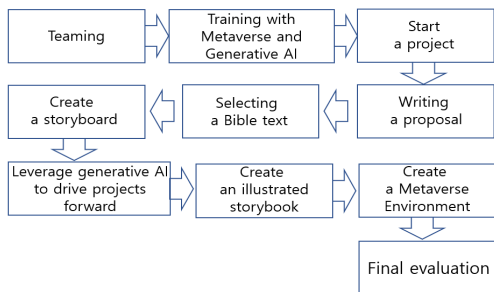 Teaming
Training with
Metaverse and
Generative AI
Start
a project
Writing
a proposal
Selecting
a Bible text
Create
a storyboard
Leverage generative AI
to drive projects
forward
Create
an illustrated
storybook
Create
a Metaverse
Environment
Final evaluation